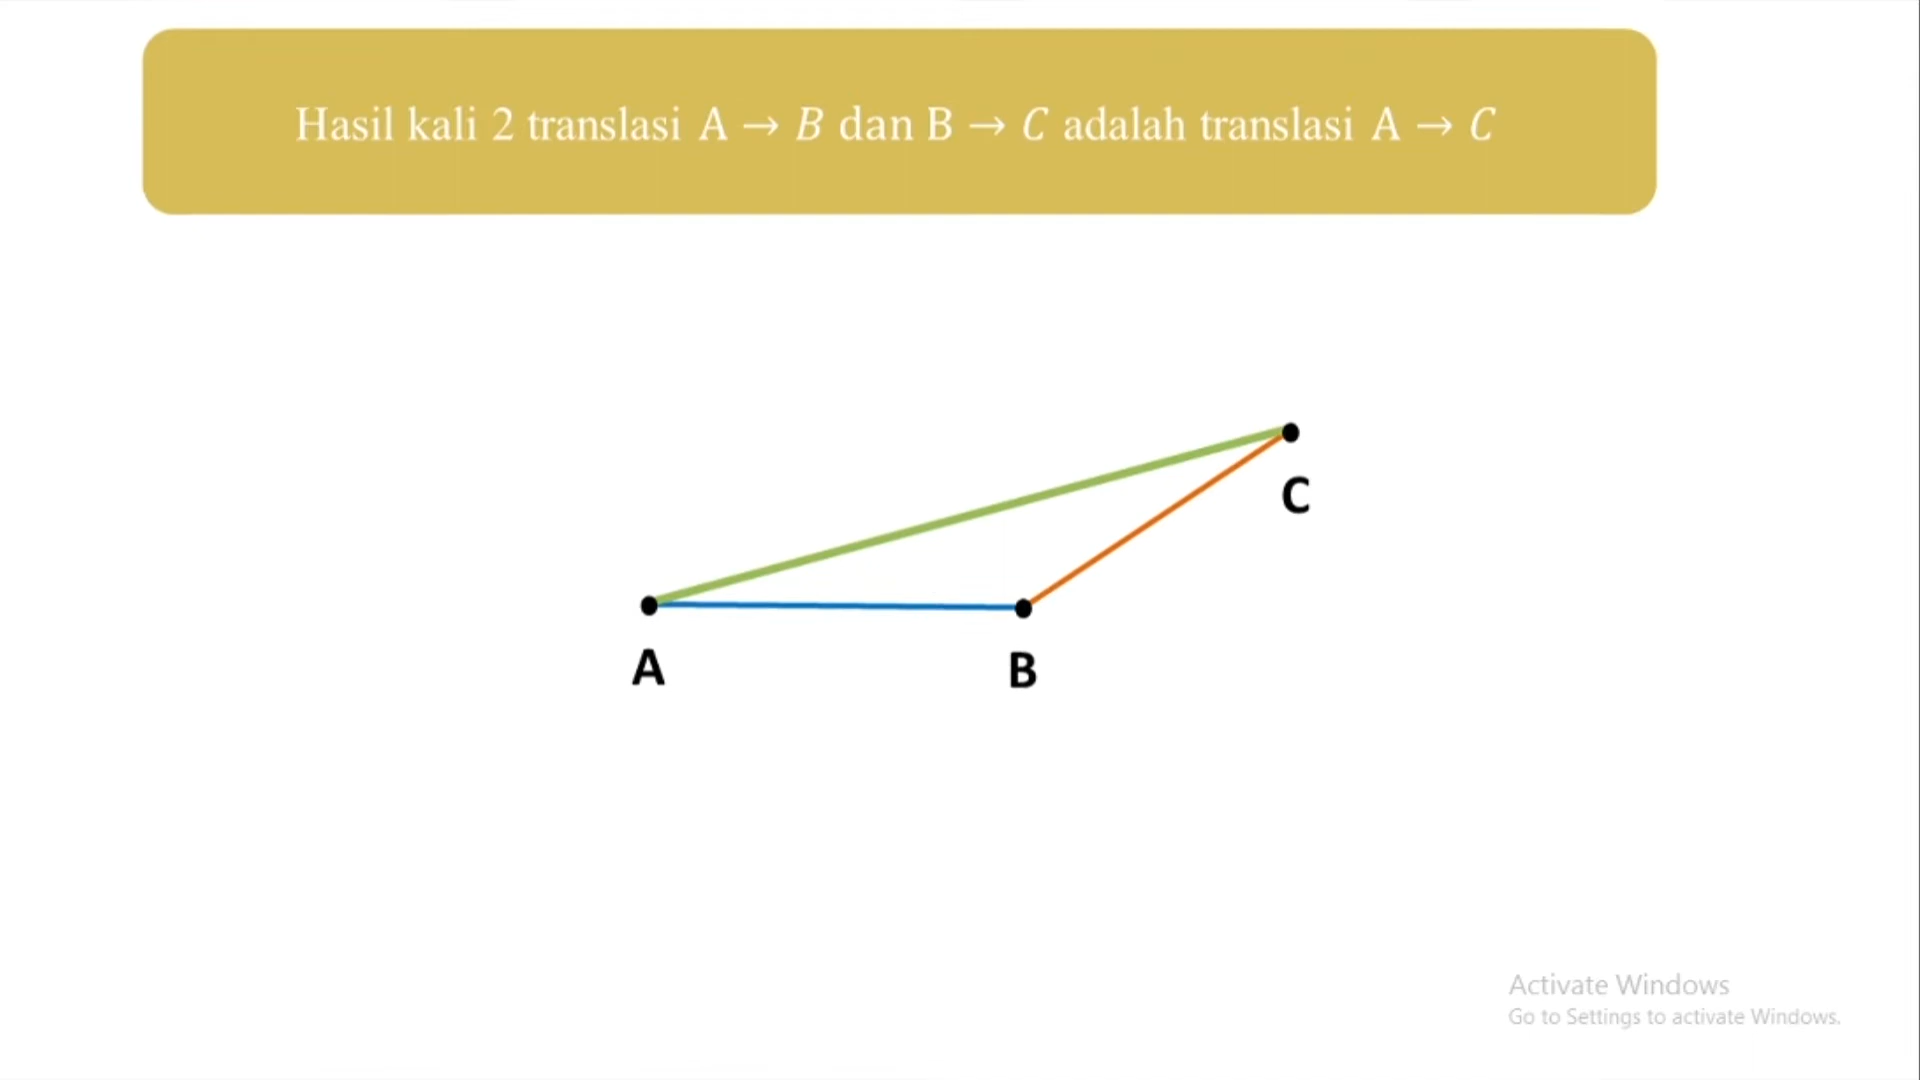 Hasil kali 2 translasi A → B dan B → C adalah translasi A → C
C
A
B
Activate Windows
Go to Settings to activate Windows.